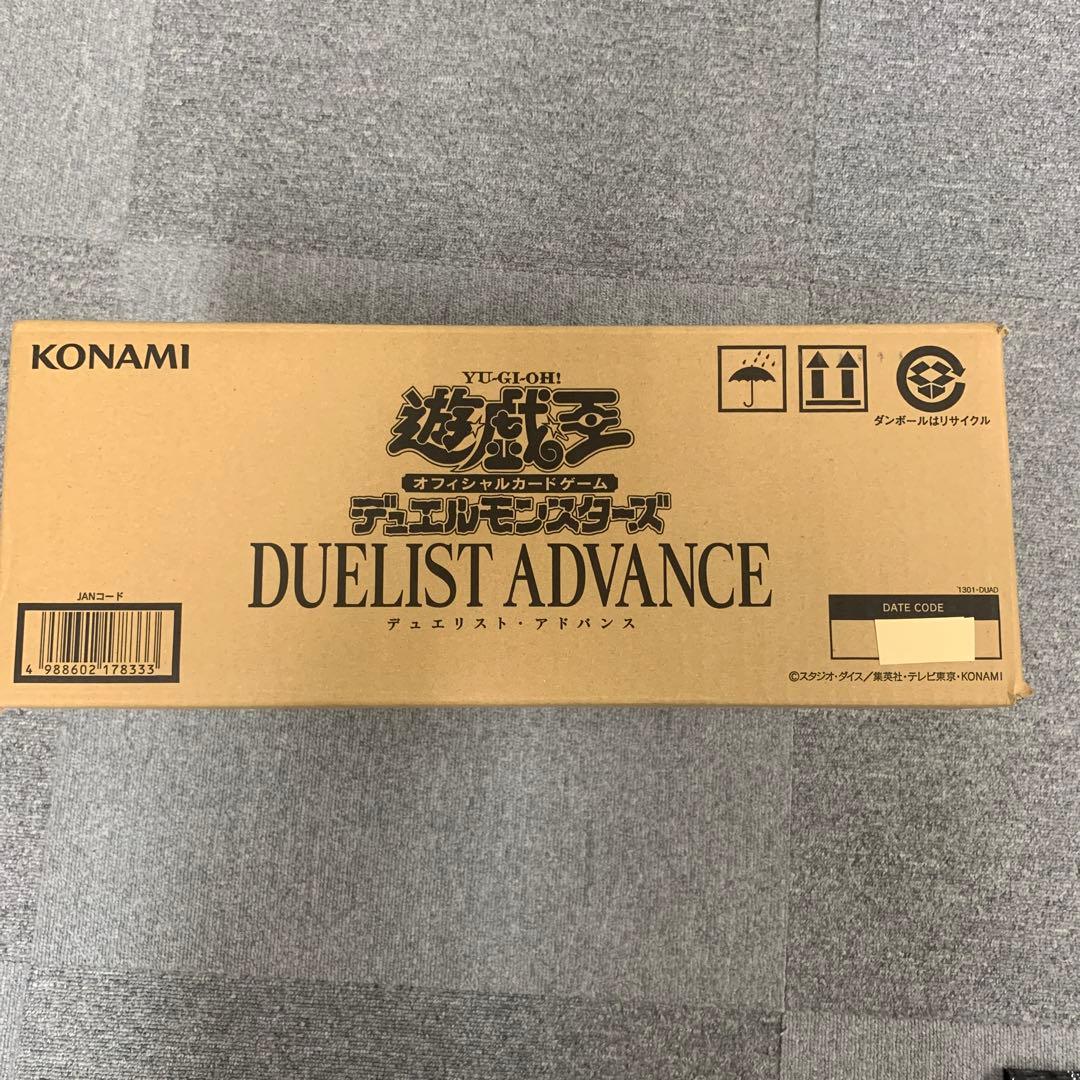 KONAMI
YU-GI-OH!
遊戯王
オフィシャルカードゲーム
デュエルモンスターズ
DUELIST ADVANCE
デュエリスト・アドバンス
ダンボールはリサイクル
JANコード
4 988602 178333
1301-DUAD
DATE CODE
©スタジオ・ダイス／集英社・テレビ東京・KONAMI